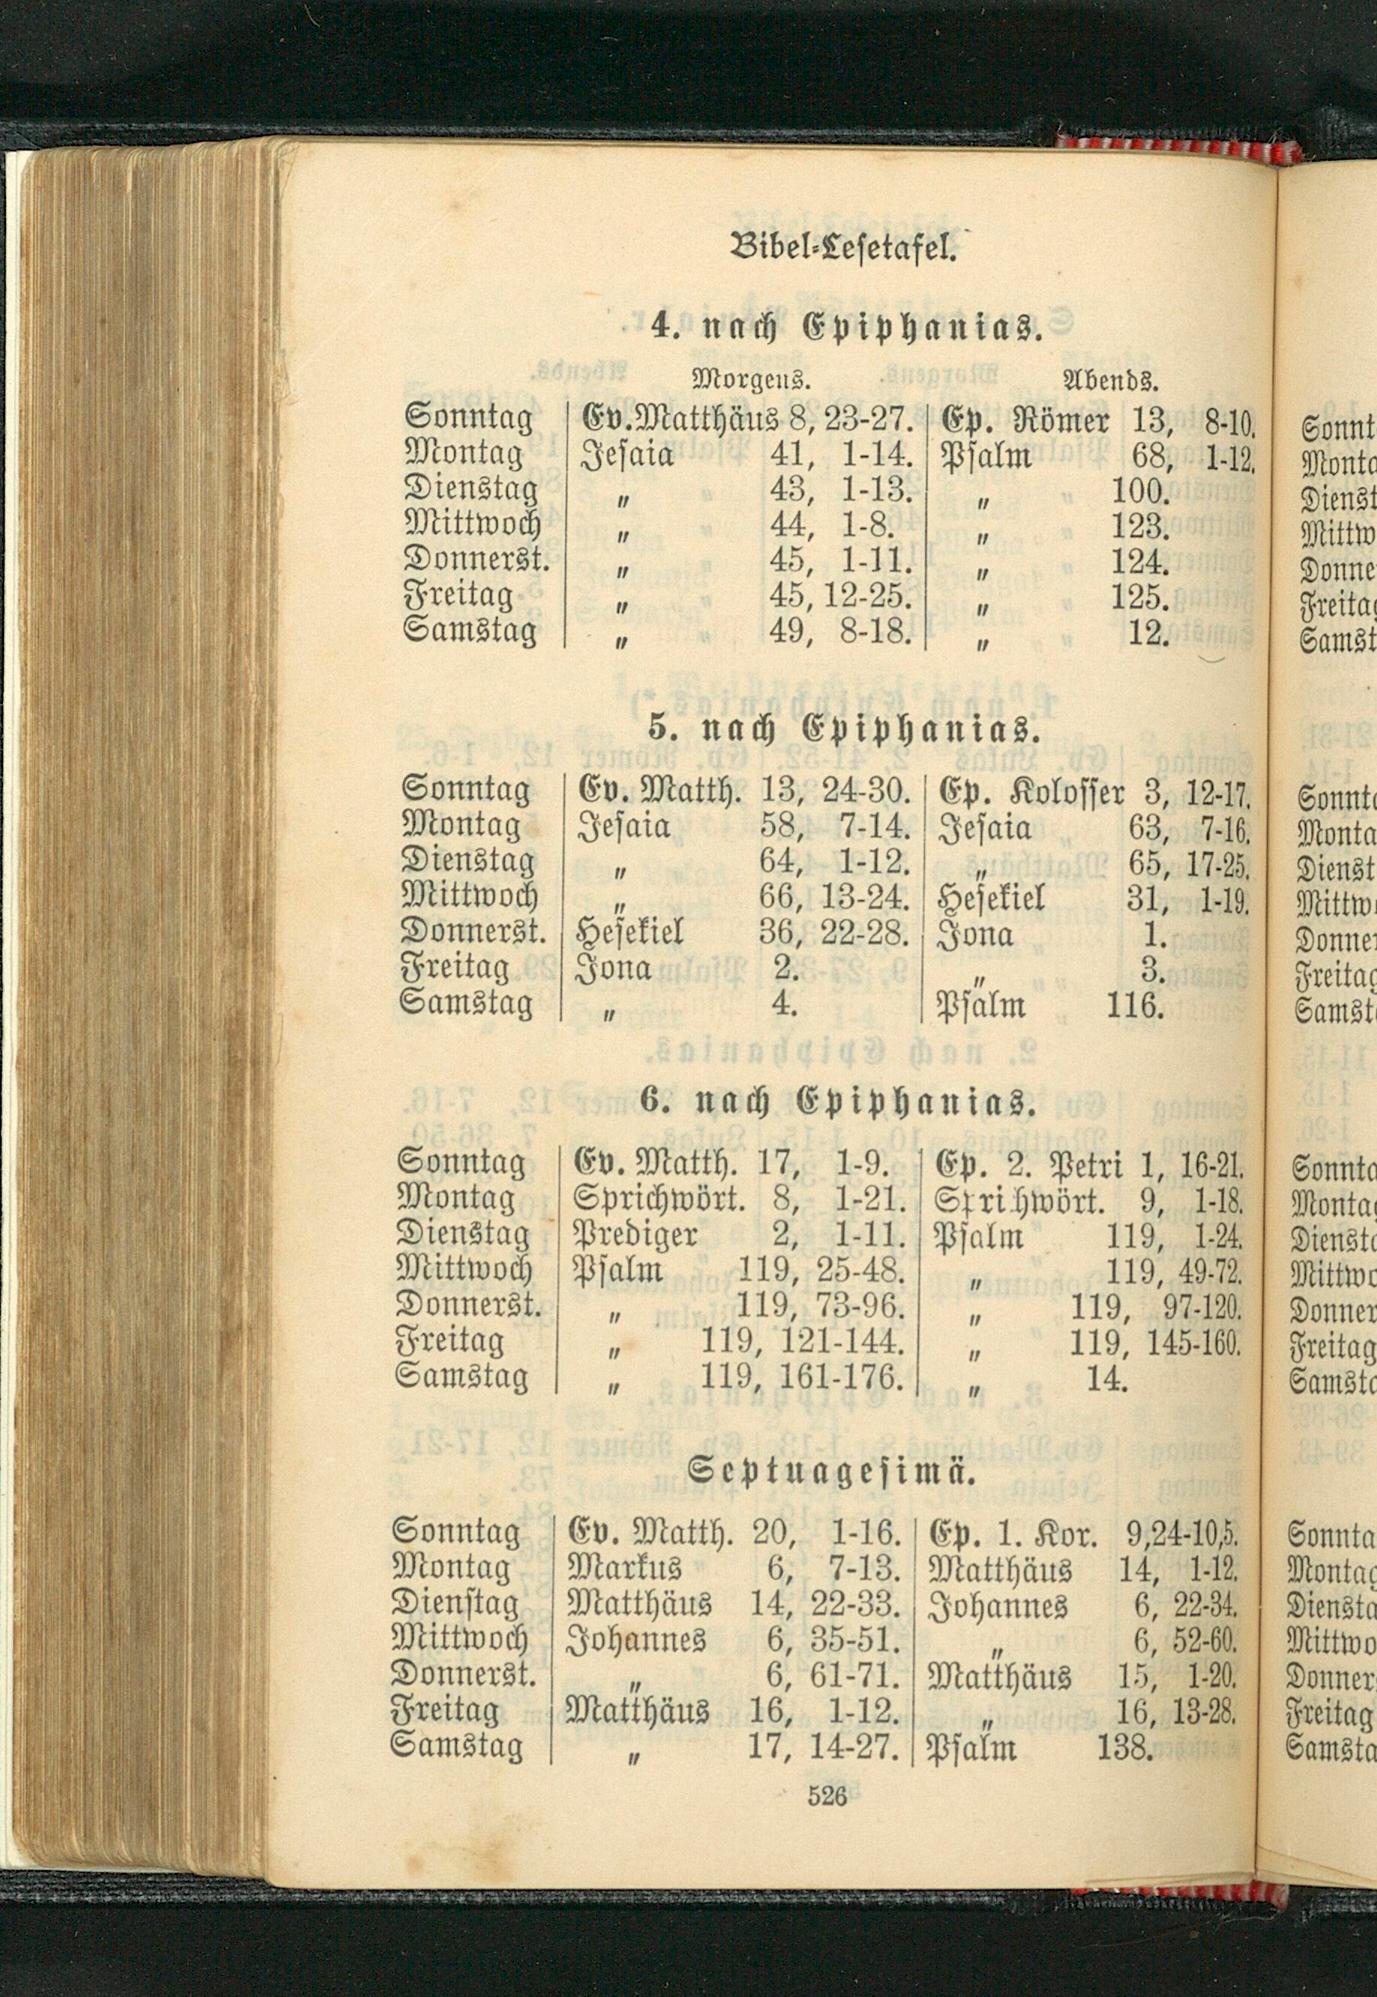 Bibel-Lesetafel.
4. nach Epiphanias.
Morgens. Abends.
Sonntag Ev. Matthäus 8, 23-27. Ep. Römer 13, 8-10.
Montag Jesaia 41, 1-14. Psalm 68, 1-12.
Dienstag „ 43, 1-13. „ 100.
Mittwoch „ 44, 1-8. „ 123.
Donnerst. „ 45, 1-11. „ 124.
Freitag „ 45, 12-25. „ 125.
Samstag „ 49, 8-18. „ 12.
5. nach Epiphanias.
Sonntag Ev. Matth. 13, 24-30. Ep. Kolosser 3, 12-17.
Montag Jesaia 58, 7-14. Jesaia 63, 7-16.
Dienstag „ 64, 1-12. „ 65, 17-25.
Mittwoch „ 66, 13-24. Hesekiel 31, 1-19.
Donnerst. Hesekiel 36, 22-28. Jona 1.
Freitag Jona 2. „ 3.
Samstag „ 4. Psalm 116.
6. nach Epiphanias.
Sonntag Ev. Matth. 17, 1-9. Ep. 2. Petri 1, 16-21.
Montag Sprichwört. 8, 1-21. Sprichwört. 9, 1-18.
Dienstag Prediger 2, 1-11. Psalm 119, 1-24.
Mittwoch Psalm 119, 25-48. „ 119, 49-72.
Donnerst. „ 119, 73-96. „ 119, 97-120.
Freitag „ 119, 121-144. „ 119, 145-160.
Samstag „ 119, 161-176. „ 14.
Septuagesimä.
Sonntag Ev. Matth. 20, 1-16. Ep. 1. Kor. 9,24-10,5.
Montag Markus 6, 7-13. Matthäus 14, 1-12.
Dienstag Matthäus 14, 22-33. Johannes 6, 22-34.
Mittwoch Johannes 6, 35-51. „ 6, 52-60.
Donnerst. „ 6, 61-71. Matthäus 15, 1-20.
Freitag Matthäus 16, 1-12. „ 16, 13-28.
Samstag „ 17, 14-27. Psalm 138.
526